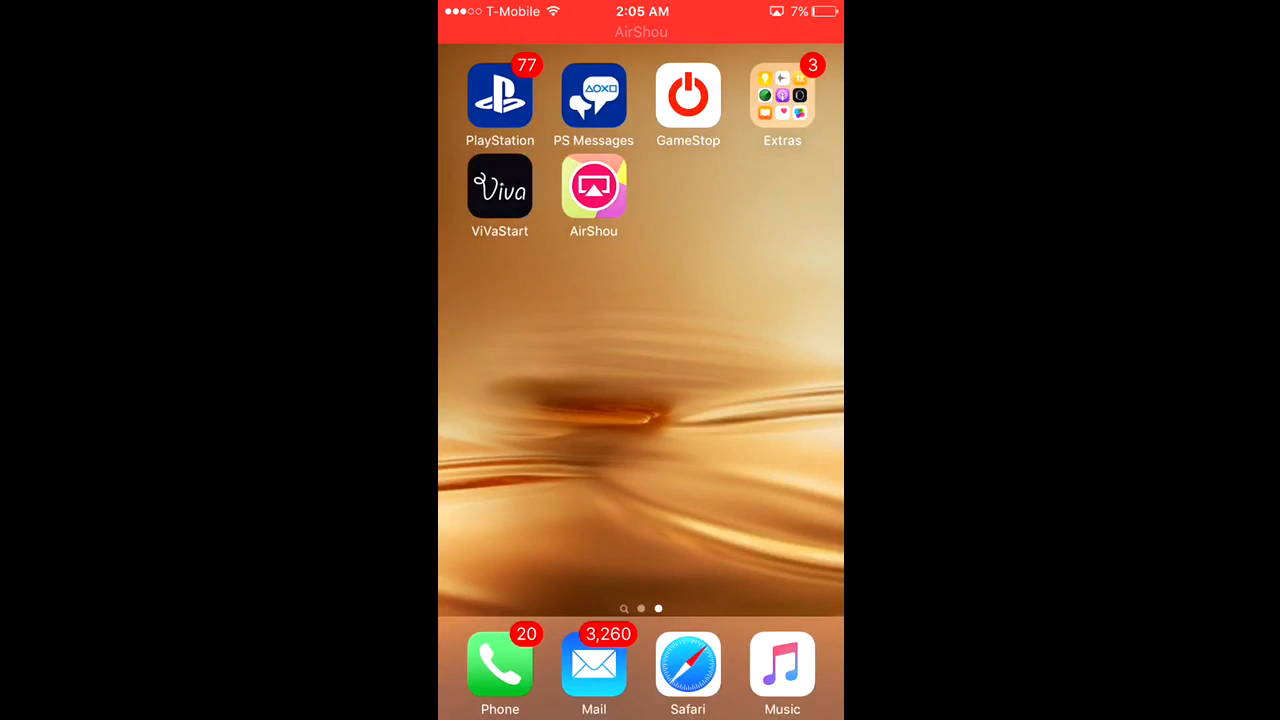 T-Mobile 2:05 AM 7%
AirShou
77 3
PlayStation PS Messages GameStop Extras
Viva
ViVaStart AirShou
20 3,260
Phone Mail Safari Music